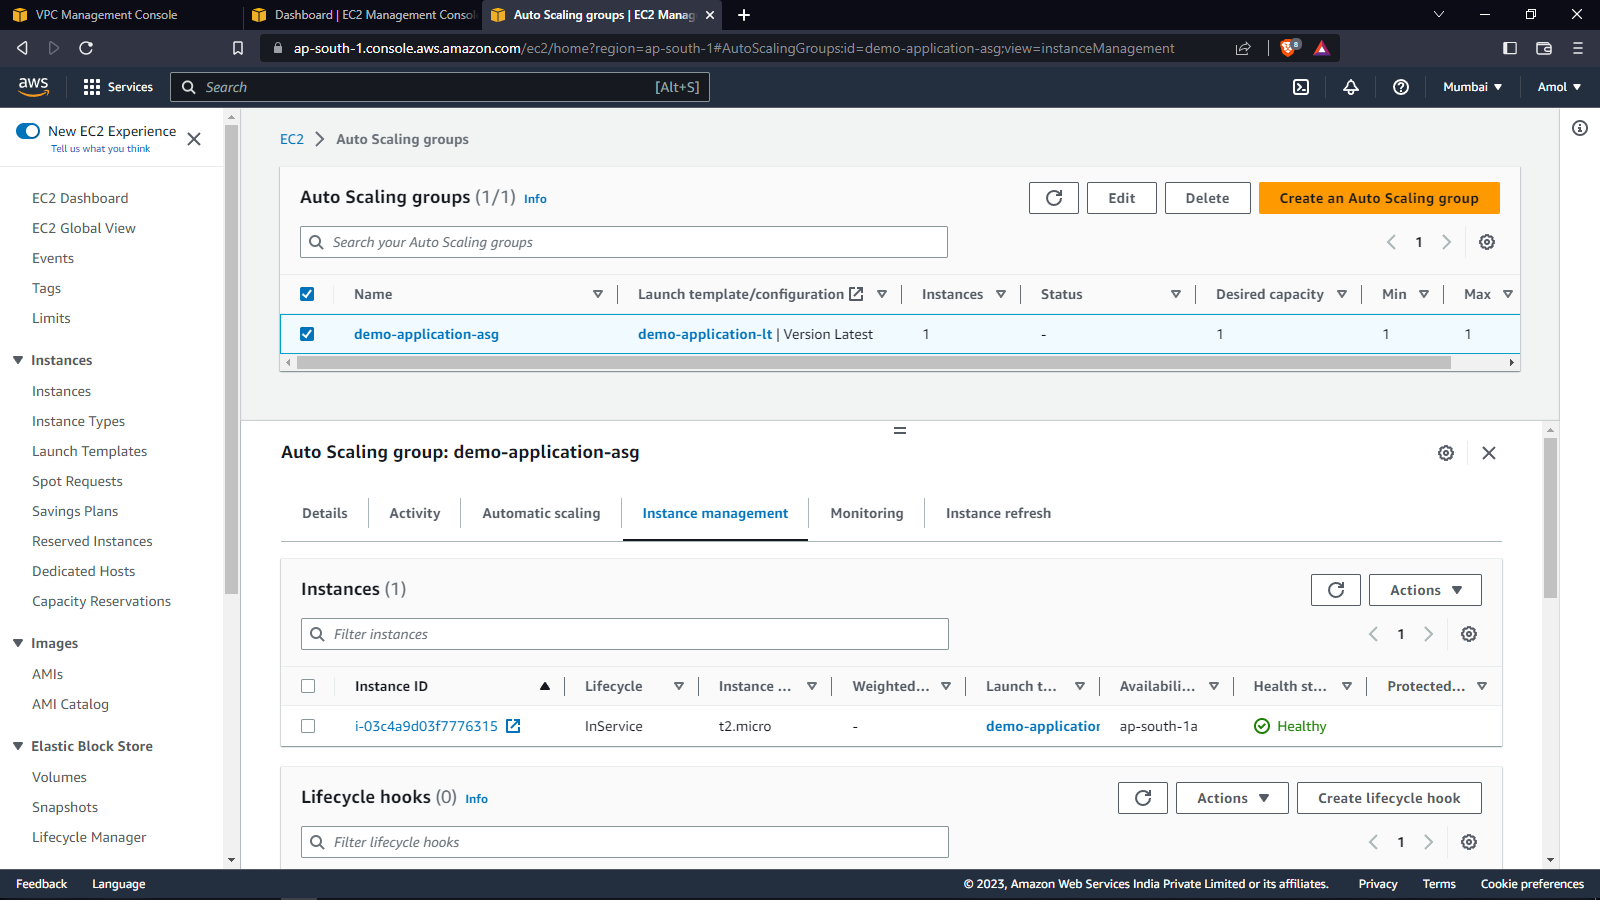 VPC Management Console
Dashboard | EC2 Management Consol
Auto Scaling groups | EC2 Manag
ap-south-1.console.aws.amazon.com/ec2/home?region=ap-south-1#AutoScalingGroups:id=demo-application-asg;view=instanceManagement
8
aws
Services
Search
[Alt+S]
Mumbai
Amol
New EC2 Experience
Tell us what you think
EC2 Dashboard
EC2 Global View
Events
Tags
Limits
Instances
Instances
Instance Types
Launch Templates
Spot Requests
Savings Plans
Reserved Instances
Dedicated Hosts
Capacity Reservations
Images
AMIs
AMI Catalog
Elastic Block Store
Volumes
Snapshots
Lifecycle Manager
EC2 > Auto Scaling groups
Auto Scaling groups (1/1) Info
Edit
Delete
Create an Auto Scaling group
Search your Auto Scaling groups
1
Name Launch template/configuration Instances Status Desired capacity Min Max
demo-application-asg demo-application-lt | Version Latest 1 - 1 1 1
Auto Scaling group: demo-application-asg
Details Activity Automatic scaling Instance management Monitoring Instance refresh
Instances (1)
Actions
Filter instances
1
Instance ID Lifecycle Instance ... Weighted... Launch t... Availabili... Health st... Protected...
i-03c4a9d03f7776315 InService t2.micro - demo-application ap-south-1a Healthy
Lifecycle hooks (0) Info
Actions
Create lifecycle hook
Filter lifecycle hooks
1
Feedback Language © 2023, Amazon Web Services India Private Limited or its affiliates. Privacy Terms Cookie preferences